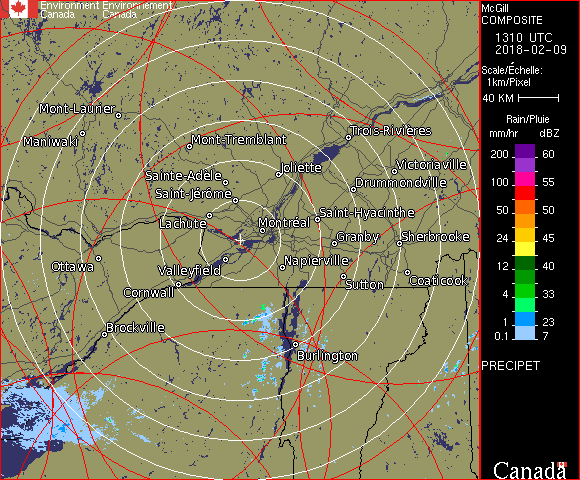 Environment Environnement
Canada Canada
McGill
COMPOSITE
1310 UTC
2018-02-09
Scale/Échelle:
1km/Pixel
40 KM
Rain/Pluie
mm/hr dBZ
200 60
100 55
75 53
50 50
24 45
12 40
4 33
1 23
0.1 7
PRECIPET
Canada
Mont-Laurier
Maniwaki
Mont-Tremblant
Trois-Rivières
Sainte-Adèle
Joliette
Victoriaville
Saint-Jérôme
Drummondville
Lachute
Montréal
Saint-Hyacinthe
Granby
Sherbrooke
Ottawa
Valleyfield
Napierville
Cornwall
Sutton
Coaticook
Brockville
Burlington